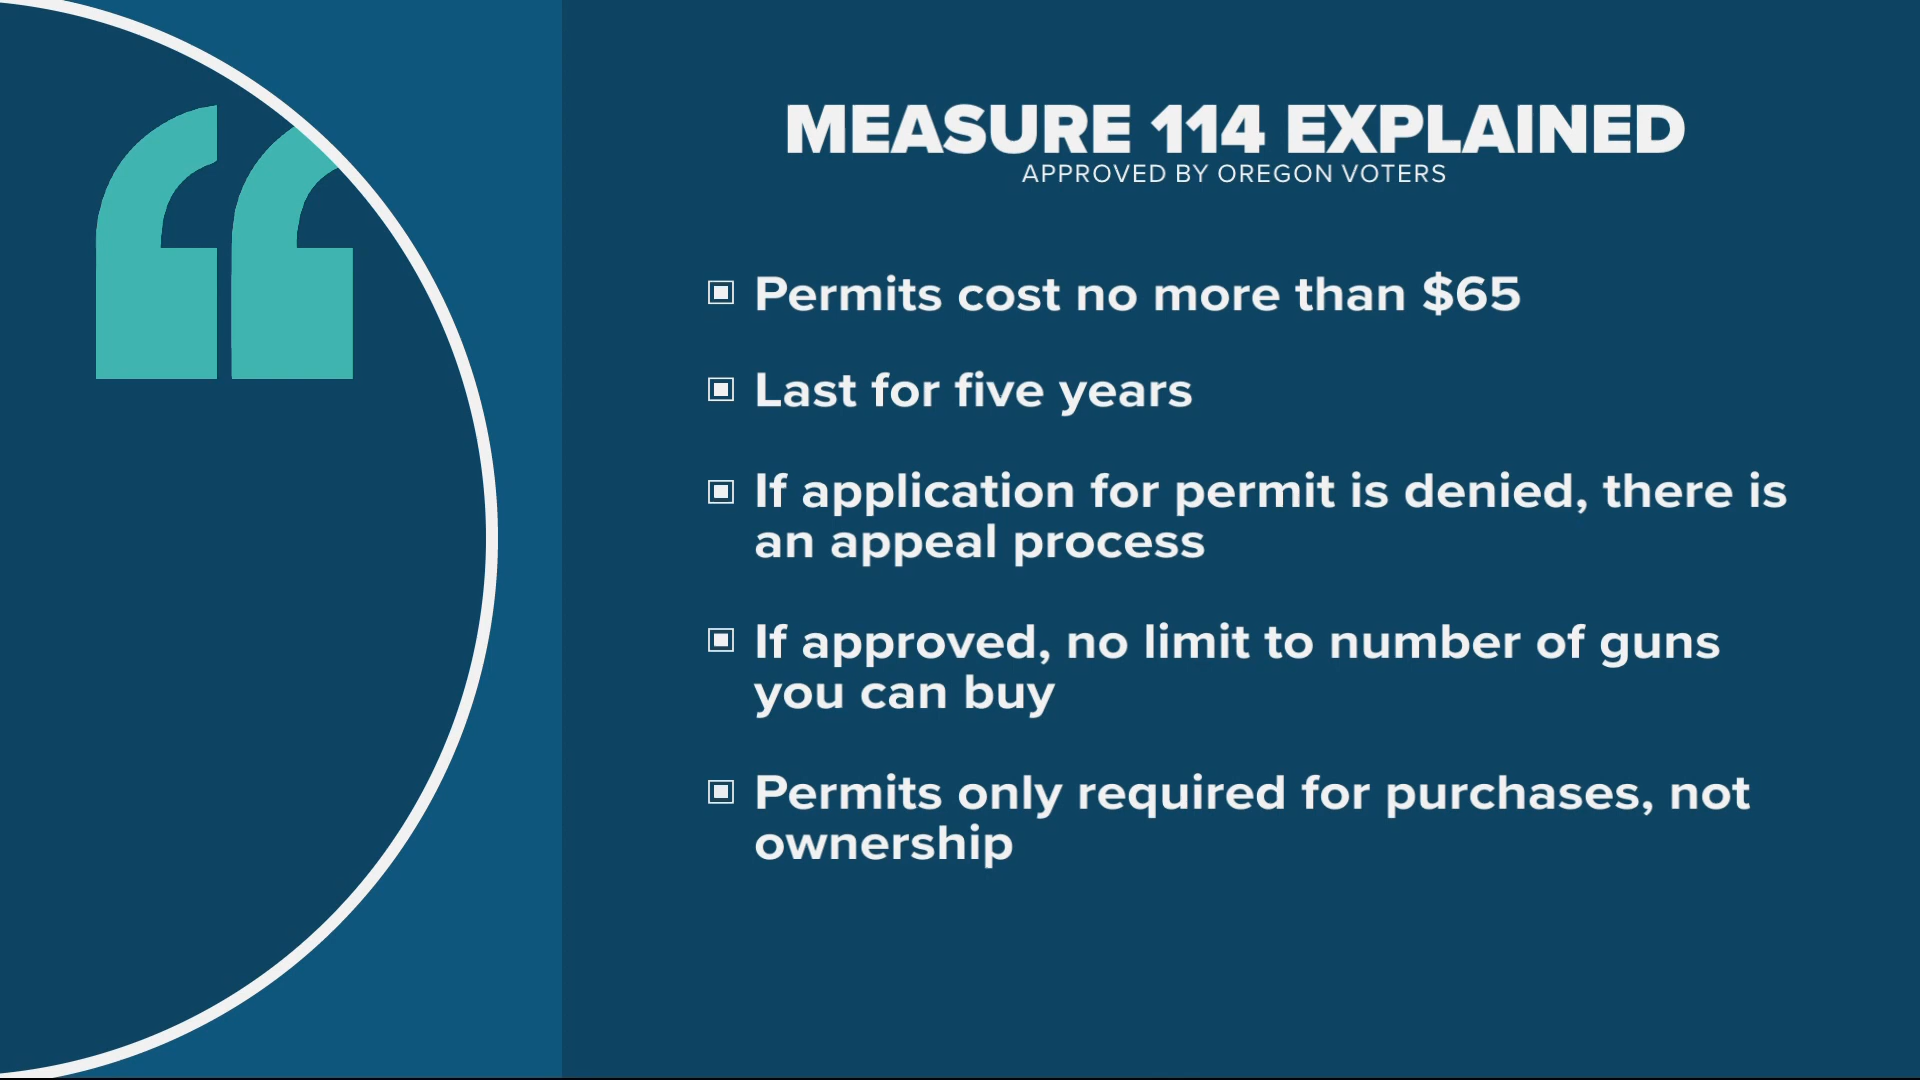 MEASURE 114 EXPLAINED
APPROVED BY OREGON VOTERS
Permits cost no more than $65
Last for five years
If application for permit is denied, there is
an appeal process
If approved, no limit to number of guns
you can buy
Permits only required for purchases, not
ownership